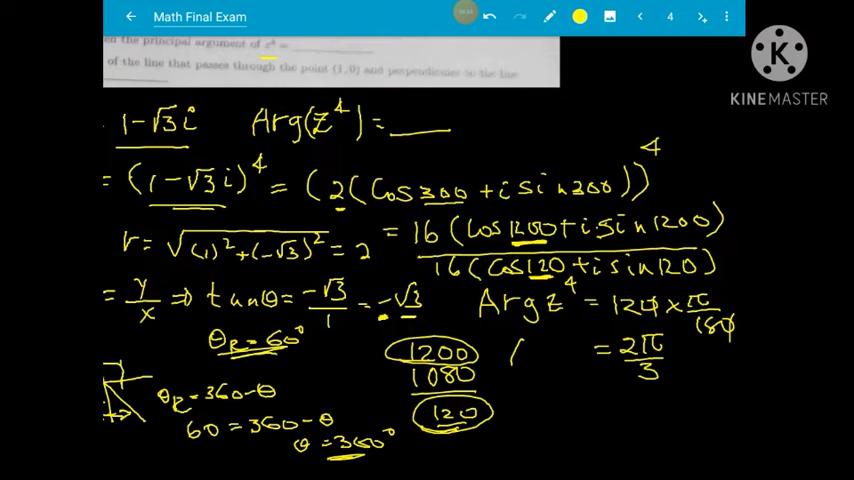 Math Final Exam
4
KINEMASTER
en the principal argument of z⁴ = ____
of the line that passes through the point (1,0) and perpendicular to the line
1-√3i   Arg(z⁴) = ____
= (1-√3i)⁴ = (2(Cos300 + i sin300))⁴
r = √((1)²+(-√3)²) = 2   = 16(Cos1200 + i sin1200)
16(Cos120 + i sin120)
= y/x ⇒ tanθ = -√3/1 = -√3   Arg z⁴ = 120 × π/180
θR = 60°   = 2π/3
1200
1080
120
θR = 360-θ
60 = 360-θ
θ = 300°